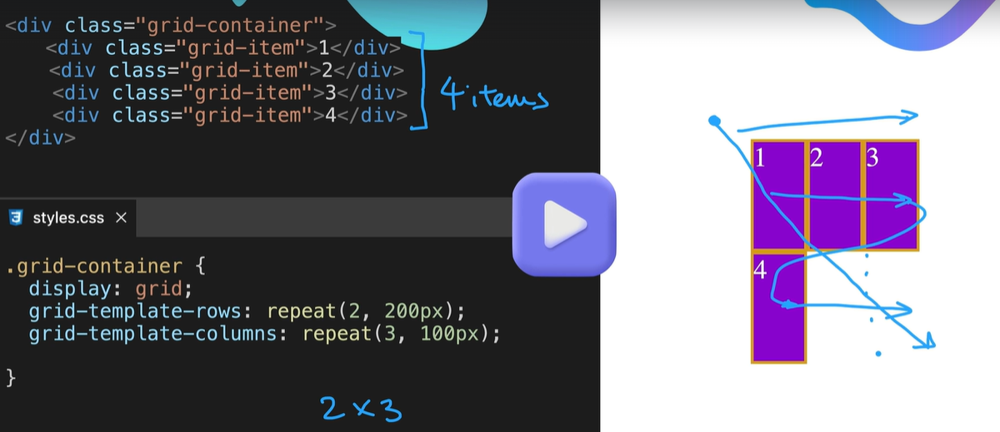 <div class="grid-container">
<div class="grid-item">1</div>
<div class="grid-item">2</div>
<div class="grid-item">3</div>
<div class="grid-item">4</div>
</div>
4 items
styles.css ×
.grid-container {
display: grid;
grid-template-rows: repeat(2, 200px);
grid-template-columns: repeat(3, 100px);
}
2 × 3
1 2 3
4